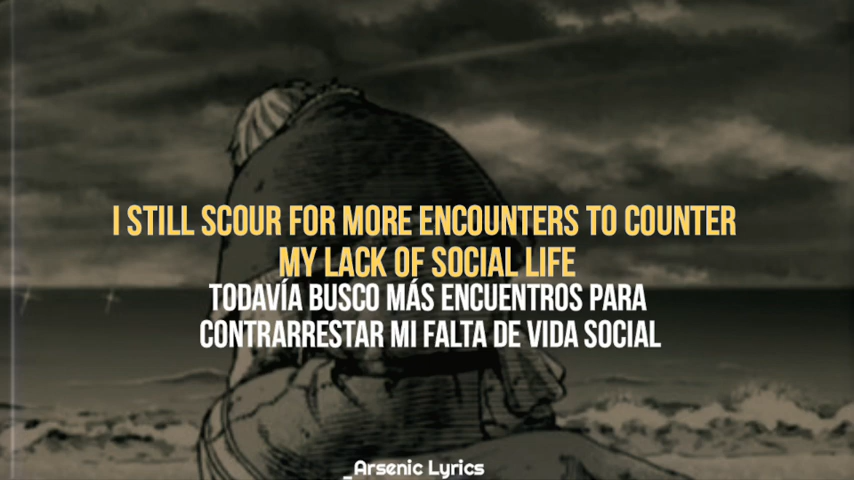 I STILL SCOUR FOR MORE ENCOUNTERS TO COUNTER
MY LACK OF SOCIAL LIFE
TODAVÍA BUSCO MÁS ENCUENTROS PARA
CONTRARRESTAR MI FALTA DE VIDA SOCIAL
_Arsenic Lyrics